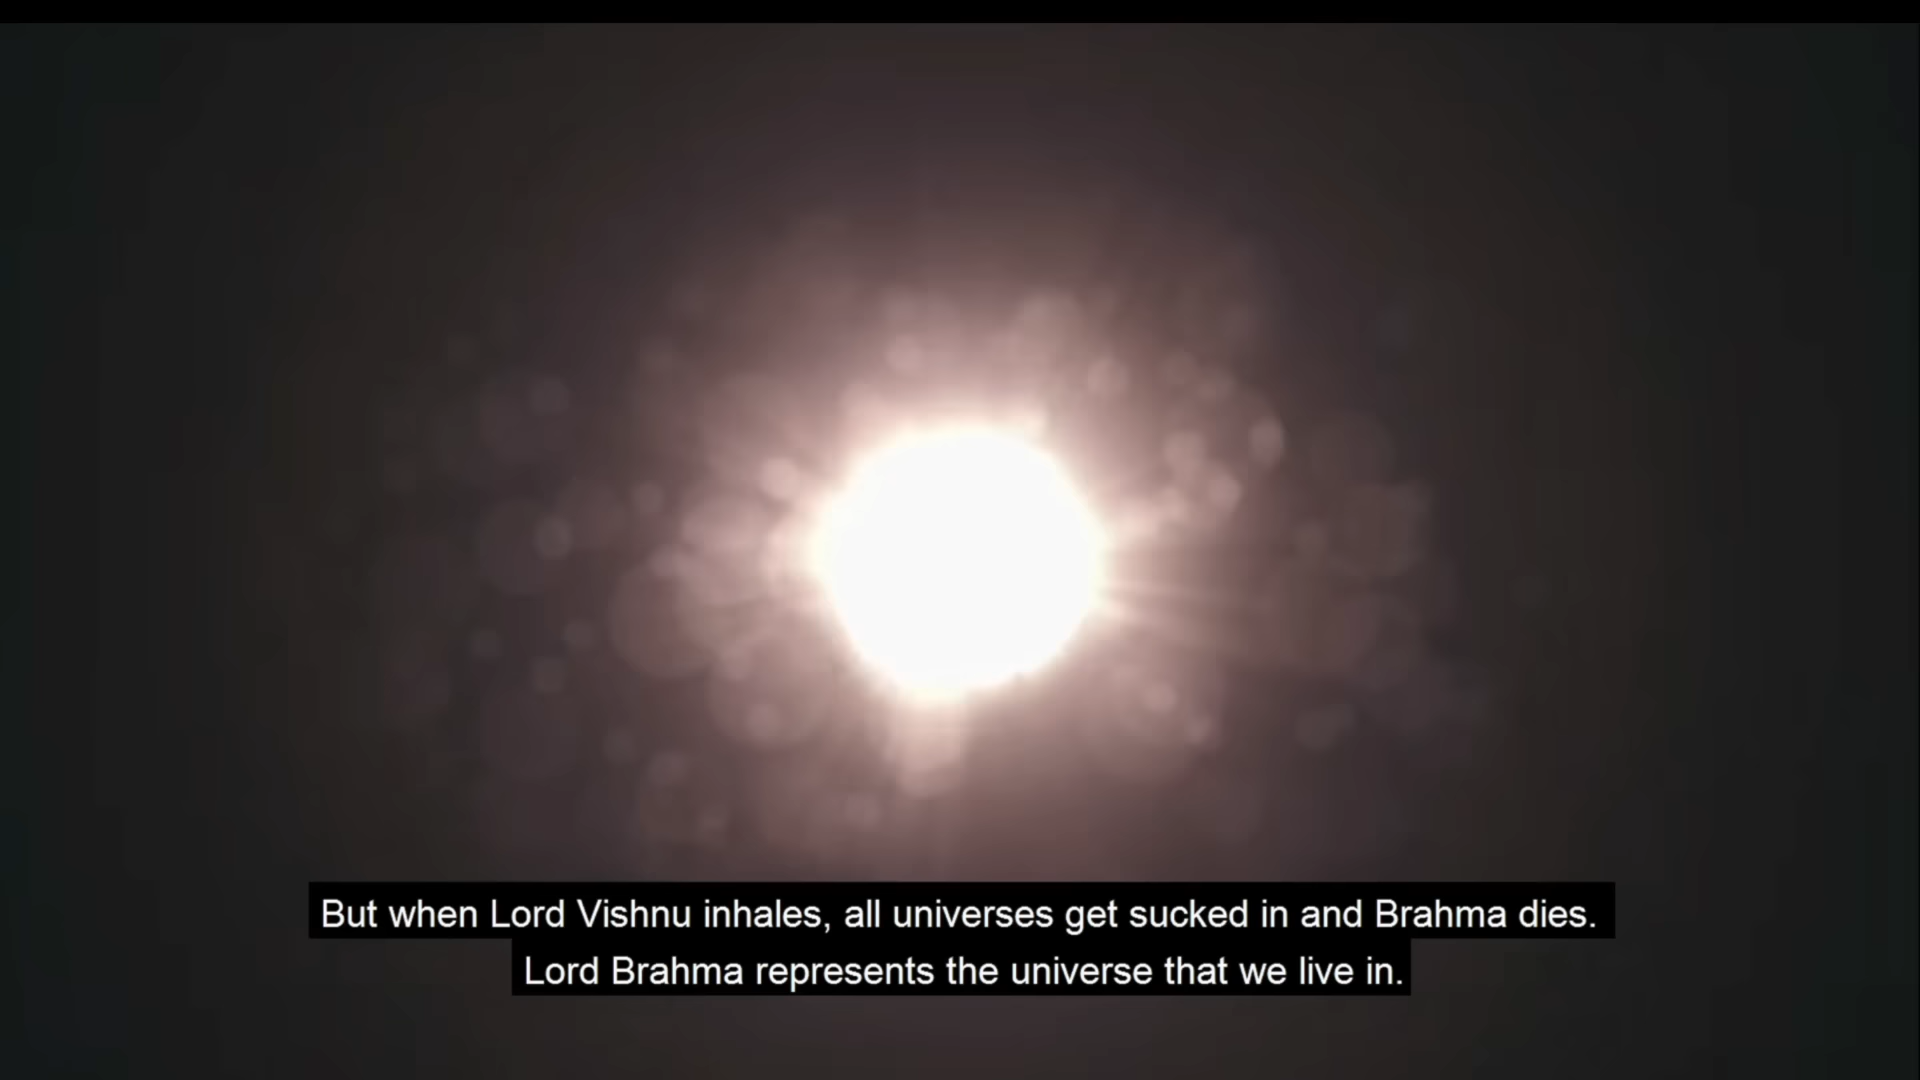 But when Lord Vishnu inhales, all universes get sucked in and Brahma dies.
Lord Brahma represents the universe that we live in.